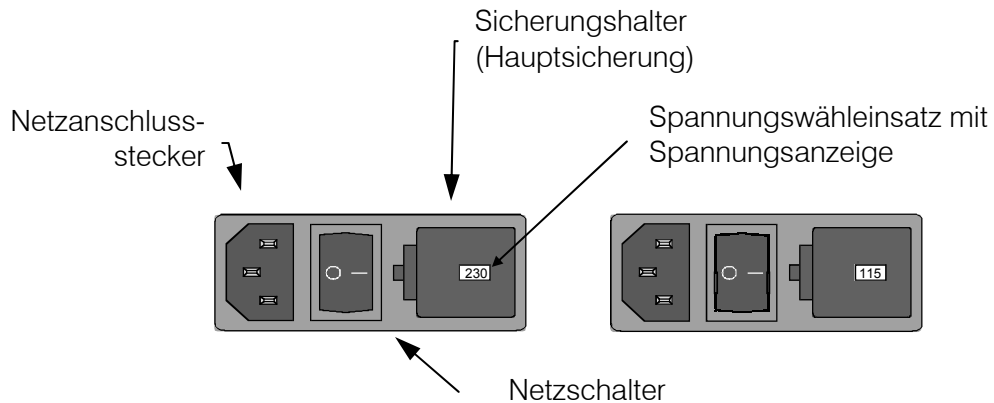 Sicherungshalter
(Hauptsicherung)
Netzanschluss-
stecker
Spannungswähleinsatz mit
Spannungsanzeige
230
115
Netzschalter